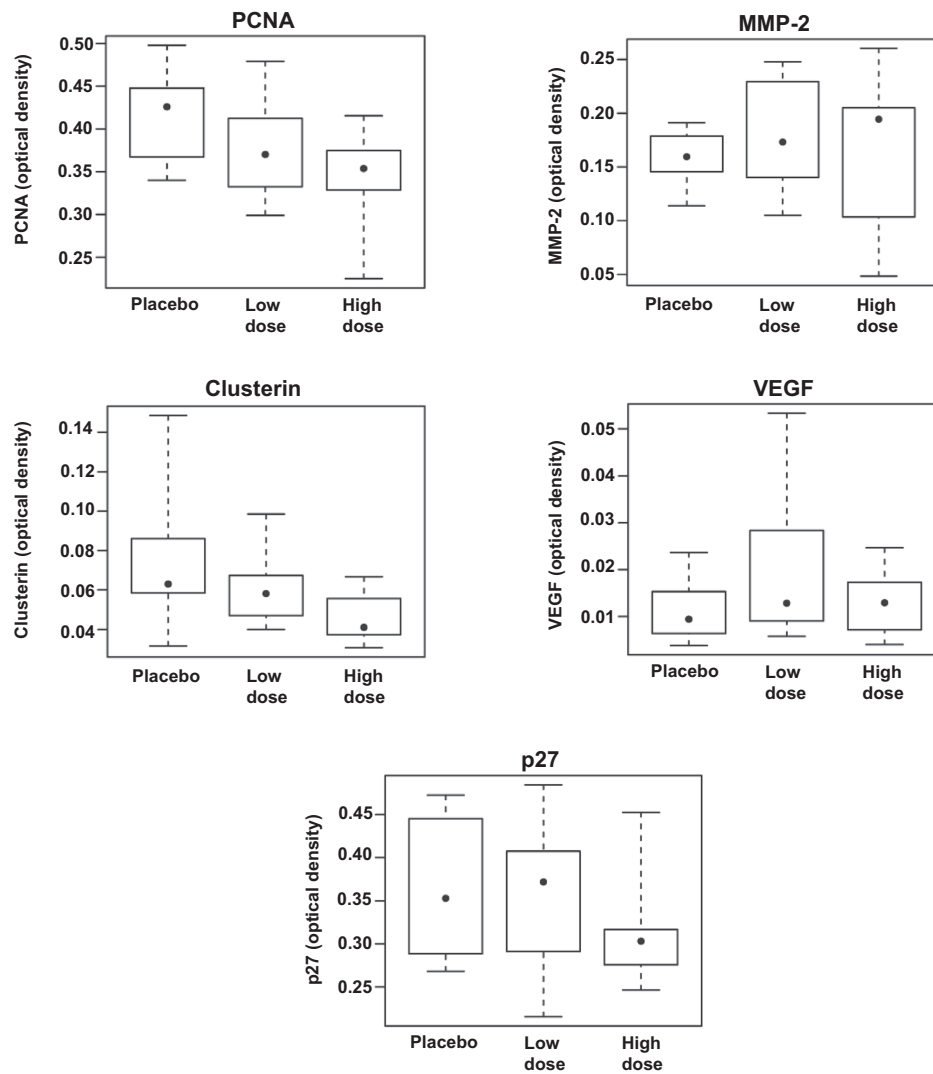 PCNA
PCNA (optical density)
0.50
0.45
0.40
0.35
0.30
0.25
Placebo
Low
dose
High
dose
MMP-2
MMP-2 (optical density)
0.25
0.20
0.15
0.10
0.05
Placebo
Low
dose
High
dose
Clusterin
Clusterin (optical density)
0.14
0.12
0.10
0.08
0.06
0.04
Placebo
Low
dose
High
dose
VEGF
VEGF (optical density)
0.05
0.04
0.03
0.02
0.01
Placebo
Low
dose
High
dose
p27
p27 (optical density)
0.45
0.40
0.35
0.30
0.25
Placebo
Low
dose
High
dose